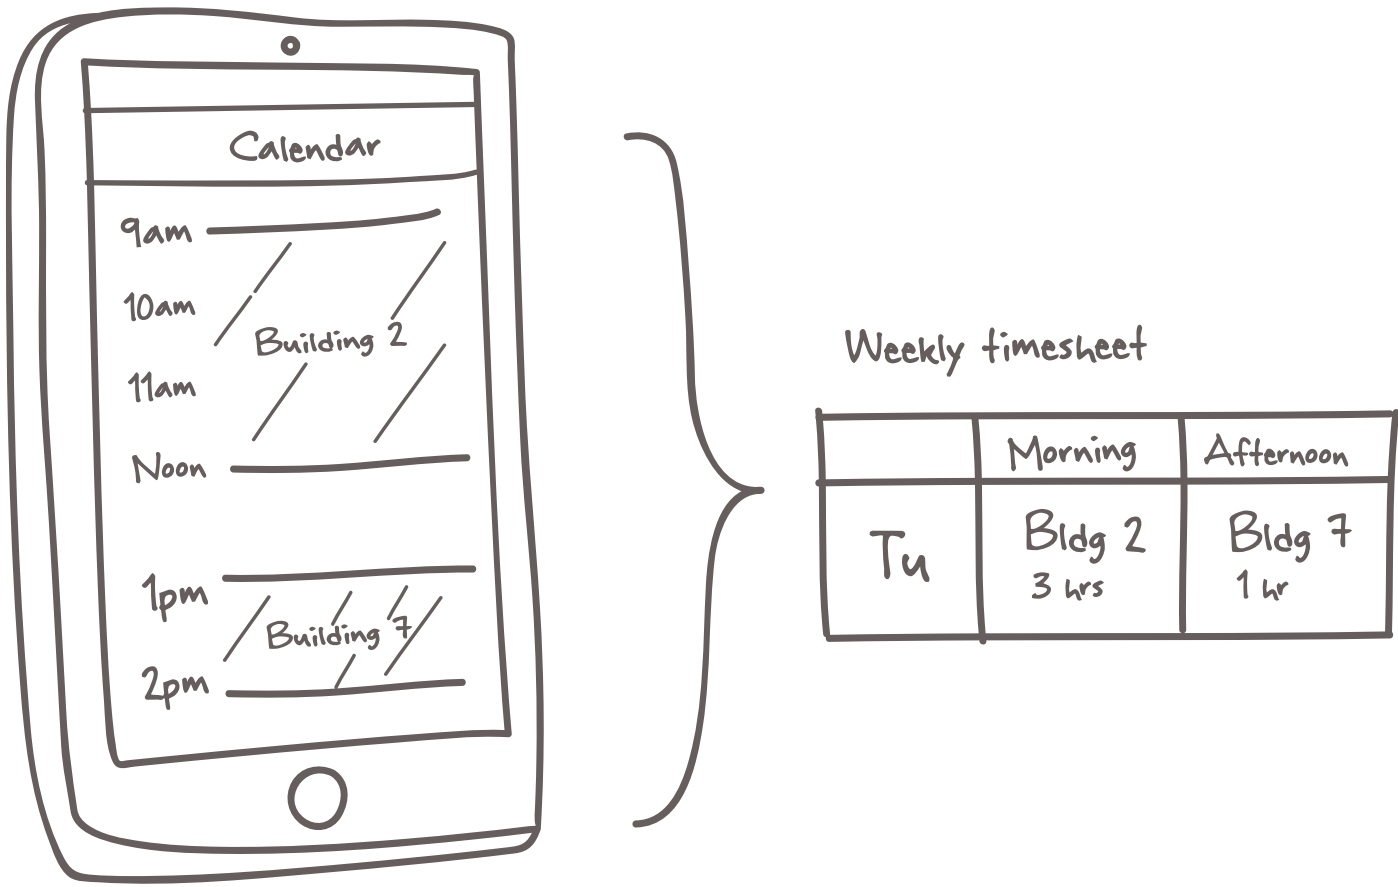 Calendar
9am
10am
Building 2
11am
Noon
1pm
Building 7
2pm
Weekly timesheet
Morning Afternoon
Tu Bldg 2 Bldg 7
3 hrs 1 hr